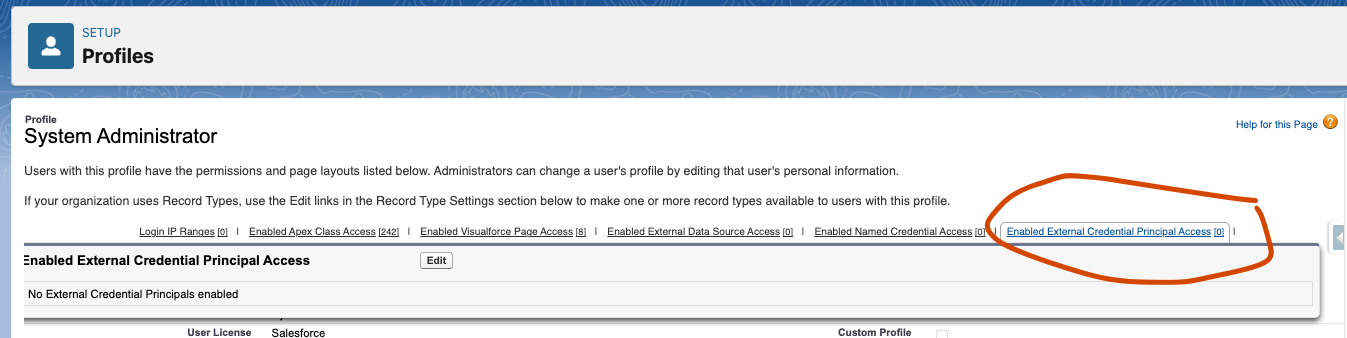 SETUP
Profiles
Profile
System Administrator
Help for this Page ?
Users with this profile have the permissions and page layouts listed below. Administrators can change a user's profile by editing that user's personal information.
If your organization uses Record Types, use the Edit links in the Record Type Settings section below to make one or more record types available to users with this profile.
Login IP Ranges [0] | Enabled Apex Class Access [242] | Enabled Visualforce Page Access [8] | Enabled External Data Source Access [0] | Enabled Named Credential Access [0] | Enabled External Credential Principal Access [0] |
Enabled External Credential Principal Access Edit
No External Credential Principals enabled
User License Salesforce Custom Profile